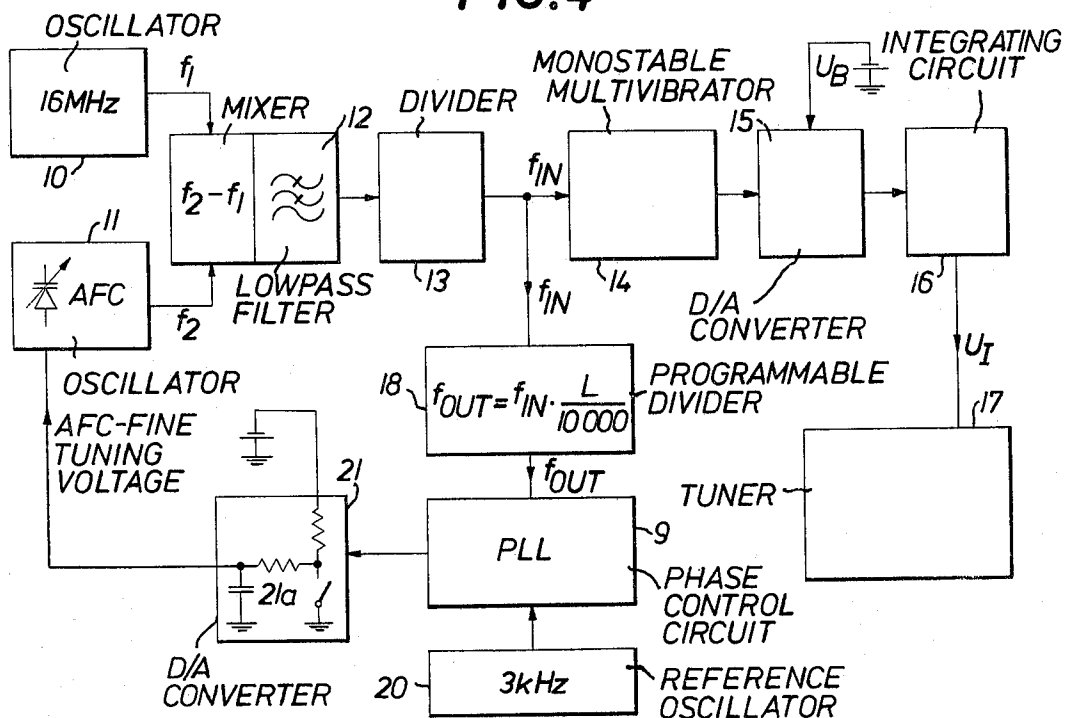 FIG.4
OSCILLATOR
16MHz
10
f1
MIXER
f2-f1
12
LOWPASS
FILTER
DIVIDER
13
fIN
fIN
MONOSTABLE
MULTIVIBRATOR
14
UB
15
D/A
CONVERTER
INTEGRATING
CIRCUIT
16
UI
11
AFC
f2
OSCILLATOR
AFC-FINE
TUNING
VOLTAGE
18
fOUT=fIN·L/10000
PROGRAMMABLE
DIVIDER
fOUT
17
TUNER
21
21a
D/A
CONVERTER
PLL
9
PHASE
CONTROL
CIRCUIT
20
3kHz
REFERENCE
OSCILLATOR